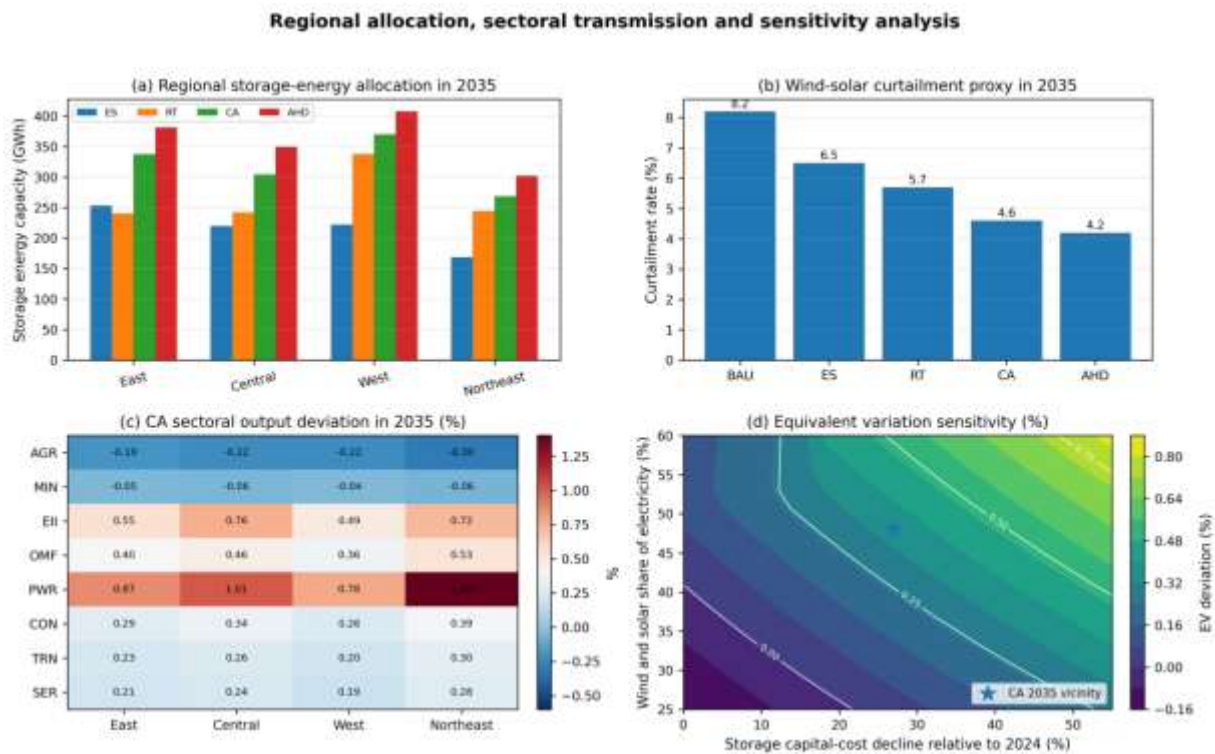 Regional allocation, sectoral transmission and sensitivity analysis
(a) Regional storage-energy allocation in 2035
ES RT CA AHD
Storage energy capacity (GWh)
400
350
300
250
200
150
100
50
0
East Central West Northeast
(b) Wind-solar curtailment proxy in 2035
Curtailment rate (%)
8
7
6
5
4
3
2
1
0
8.2
6.5
5.7
4.6
4.2
BAU ES RT CA AHD
(c) CA sectoral output deviation in 2035 (%)
AGR -0.19 -0.22 -0.22
MIN -0.05 -0.06 -0.04 -0.06
EII 0.55 0.76 0.49 0.72
OMF 0.40 0.46 0.36 0.53
PWR 0.87 1.01 0.78
CON 0.29 0.34 0.26 0.39
TRN 0.23 0.26 0.20 0.30
SER 0.21 0.24 0.19 0.28
East Central West Northeast
1.25
1.00
0.75
0.50
0.25
0.00
−0.25
−0.50
%
(d) Equivalent variation sensitivity (%)
Wind and solar share of electricity (%)
60
55
50
45
40
35
30
25
0.75
0.50
0.25
0.00
CA 2035 vicinity
0 10 20 30 40 50
Storage capital-cost decline relative to 2024 (%)
0.80
0.64
0.48
0.32
0.16
0.00
−0.16
EV deviation (%)